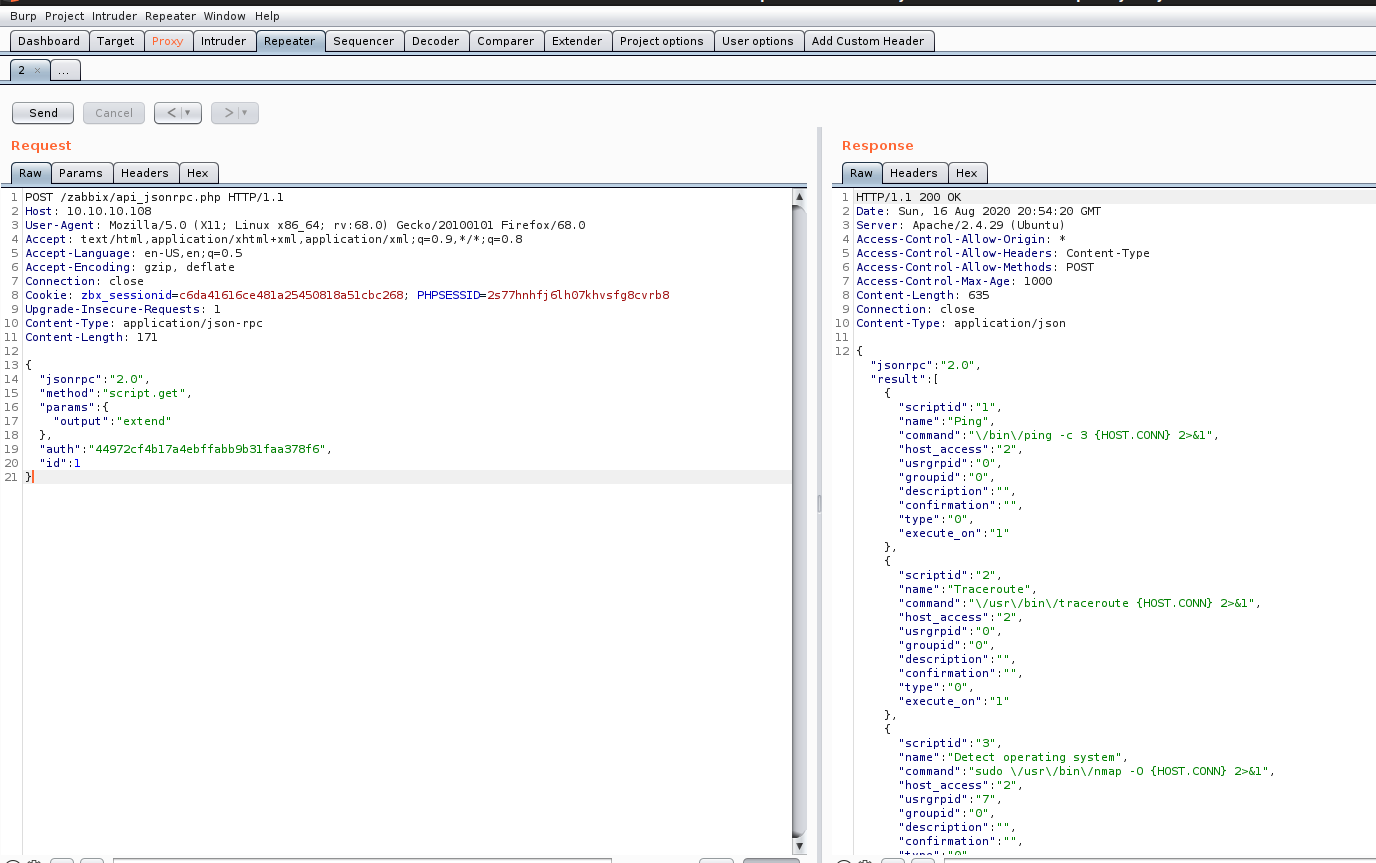 Burp Project Intruder Repeater Window Help
Dashboard Target Proxy Intruder Repeater Sequencer Decoder Comparer Extender Project options User options Add Custom Header
2 × ...
Send Cancel < | ▾ > | ▾
Request
Raw Params Headers Hex
1 POST /zabbix/api_jsonrpc.php HTTP/1.1
2 Host: 10.10.10.108
3 User-Agent: Mozilla/5.0 (X11; Linux x86_64; rv:68.0) Gecko/20100101 Firefox/68.0
4 Accept: text/html,application/xhtml+xml,application/xml;q=0.9,*/*;q=0.8
5 Accept-Language: en-US,en;q=0.5
6 Accept-Encoding: gzip, deflate
7 Connection: close
8 Cookie: zbx_sessionid=c6da41616ce481a25450818a51cbc268; PHPSESSID=2s77hnhfj6lh07khvsfg8cvrb8
9 Upgrade-Insecure-Requests: 1
10 Content-Type: application/json-rpc
11 Content-Length: 171
12
13 {
14 "jsonrpc":"2.0",
15 "method":"script.get",
16 "params":{
17 "output":"extend"
18 },
19 "auth":"44972cf4b17a4ebffabb9b31faa378f6",
20 "id":1
21 }
Response
Raw Headers Hex
1 HTTP/1.1 200 OK
2 Date: Sun, 16 Aug 2020 20:54:20 GMT
3 Server: Apache/2.4.29 (Ubuntu)
4 Access-Control-Allow-Origin: *
5 Access-Control-Allow-Headers: Content-Type
6 Access-Control-Allow-Methods: POST
7 Access-Control-Max-Age: 1000
8 Content-Length: 635
9 Connection: close
10 Content-Type: application/json
11
12 {
"jsonrpc":"2.0",
"result":[
{
"scriptid":"1",
"name":"Ping",
"command":"\/bin\/ping -c 3 {HOST.CONN} 2>&1",
"host_access":"2",
"usrgrpid":"0",
"groupid":"0",
"description":"",
"confirmation":"",
"type":"0",
"execute_on":"1"
},
{
"scriptid":"2",
"name":"Traceroute",
"command":"\/usr\/bin\/traceroute {HOST.CONN} 2>&1",
"host_access":"2",
"usrgrpid":"0",
"groupid":"0",
"description":"",
"confirmation":"",
"type":"0",
"execute_on":"1"
},
{
"scriptid":"3",
"name":"Detect operating system",
"command":"sudo \/usr\/bin\/nmap -O {HOST.CONN} 2>&1",
"host_access":"2",
"usrgrpid":"7",
"groupid":"0",
"description":"",
"confirmation":"",
"type":"0"